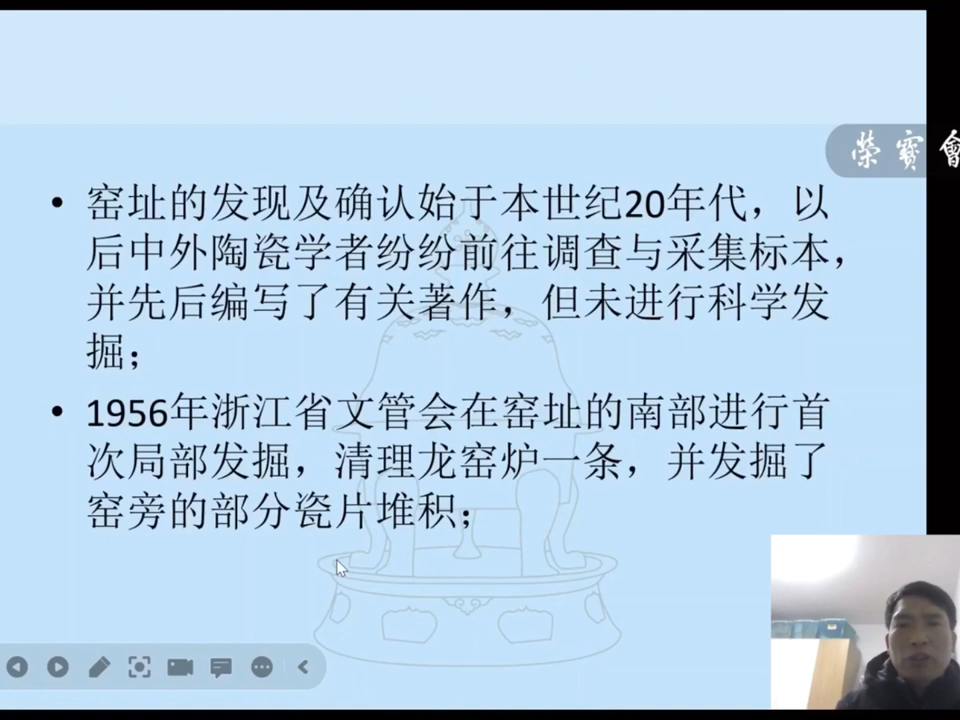 榮寶會
• 窑址的发现及确认始于本世纪20年代，以
后中外陶瓷学者纷纷前往调查与采集标本，
并先后编写了有关著作，但未进行科学发
掘；
• 1956年浙江省文管会在窑址的南部进行首
次局部发掘，清理龙窑炉一条，并发掘了
窑旁的部分瓷片堆积；